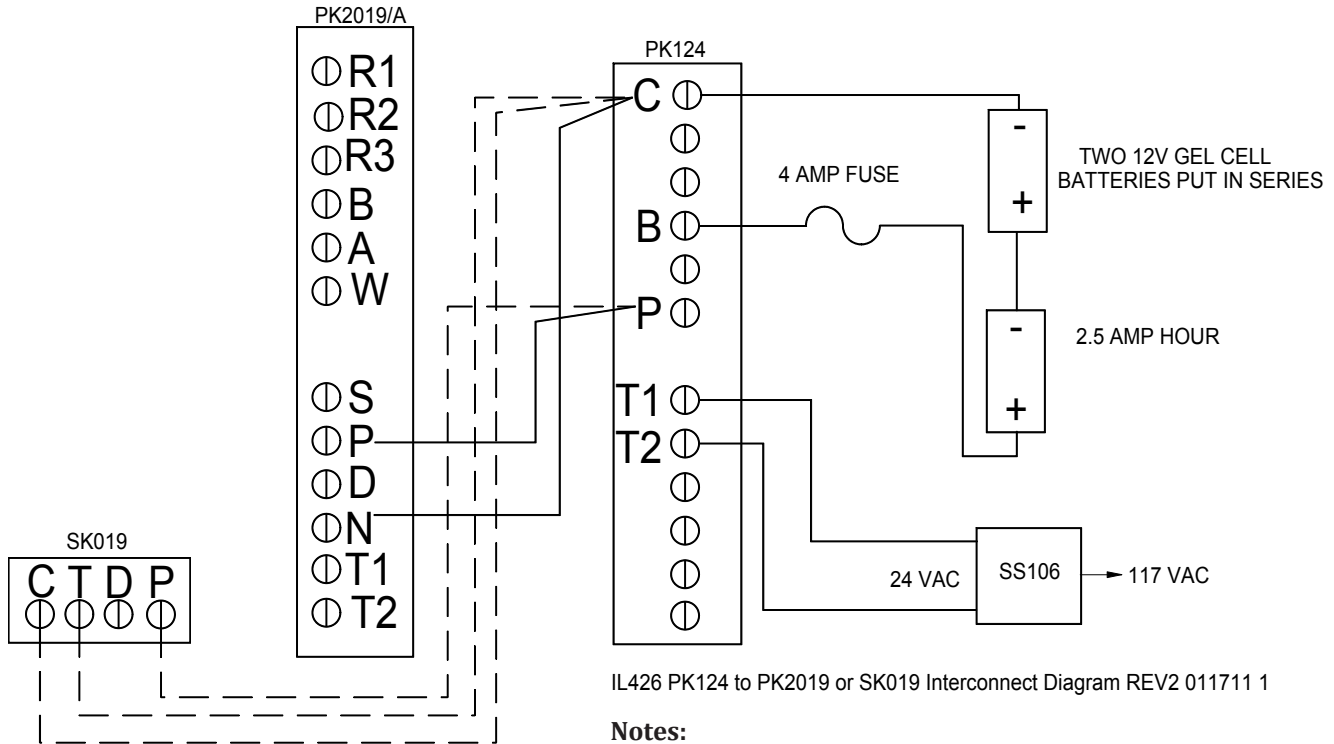 PK2019/A
R1
R2
R3
B
A
W
S
P
D
N
T1
T2
SK019
C T D P
PK124
C
B
P
T1
T2
4 AMP FUSE
-
+
TWO 12V GEL CELL
BATTERIES PUT IN SERIES
-
+
2.5 AMP HOUR
24 VAC
SS106
117 VAC
IL426 PK124 to PK2019 or SK019 Interconnect Diagram REV2 011711 1
Notes: